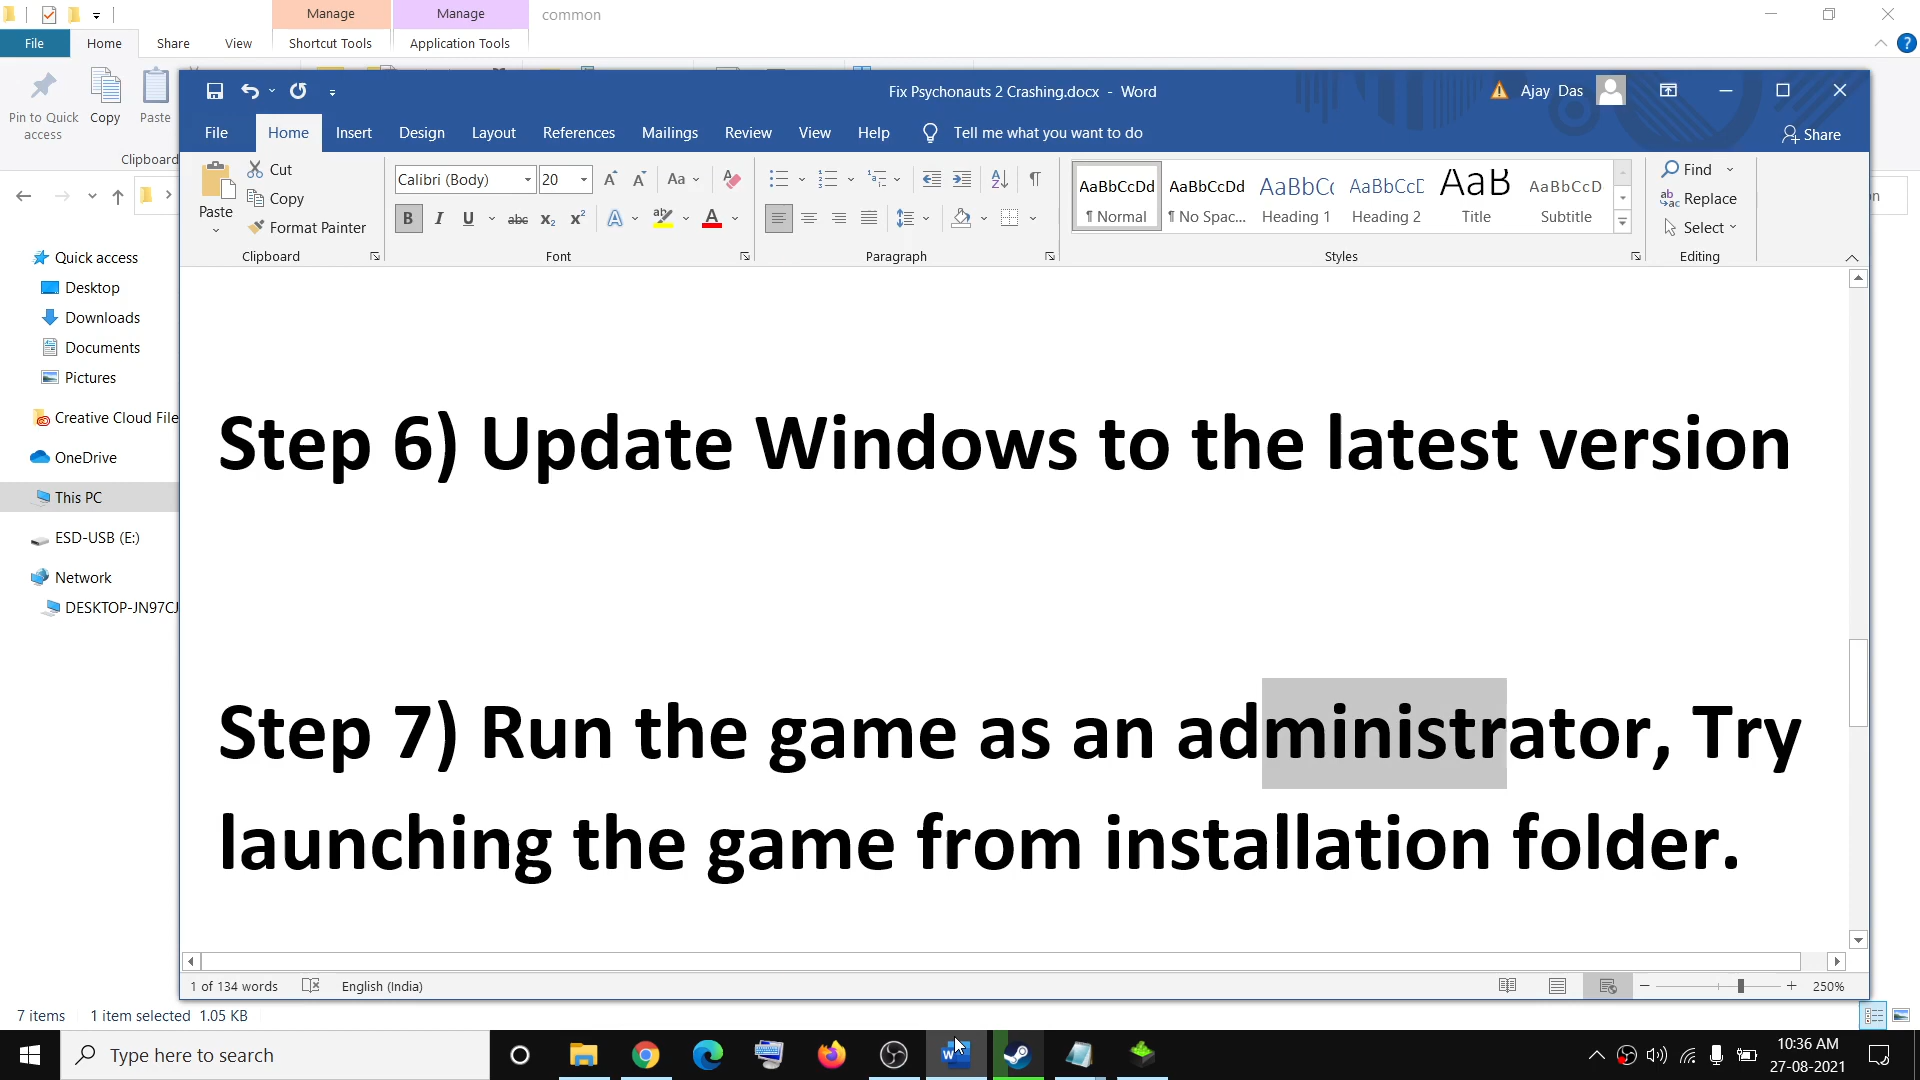 Manage
Manage
common
File
Home
Share
View
Shortcut Tools
Application Tools
Pin to Quick access
Copy
Paste
Clipboard
Fix Psychonauts 2 Crashing.docx - Word
Ajay Das
File
Home
Insert
Design
Layout
References
Mailings
Review
View
Help
Tell me what you want to do
Share
Paste
Cut
Copy
Format Painter
Clipboard
Calibri (Body)
20
Font
Paragraph
AaBbCcDd
¶ Normal
AaBbCcDd
¶ No Spac...
AaBbCc
Heading 1
AaBbCcD
Heading 2
AaB
Title
AaBbCcD
Subtitle
Styles
Find
Replace
Select
Editing
Quick access
Desktop
Downloads
Documents
Pictures
Creative Cloud File
OneDrive
This PC
ESD-USB (E:)
Network
DESKTOP-JN97CJ
Step 6) Update Windows to the latest version
Step 7) Run the game as an administrator, Try
launching the game from installation folder.
1 of 134 words
English (India)
250%
7 items
1 item selected 1.05 KB
Type here to search
10:36 AM
27-08-2021